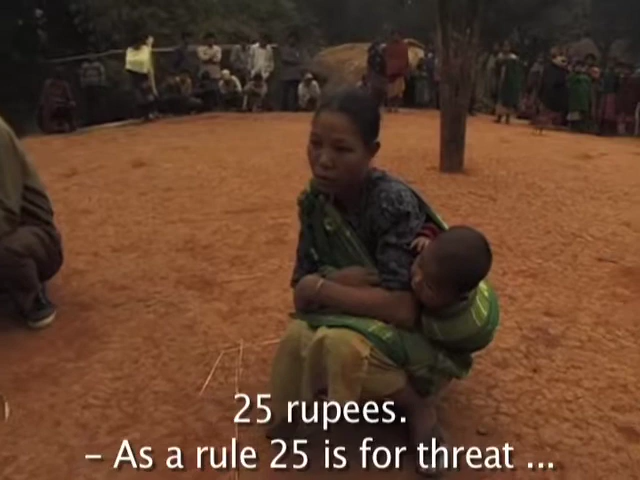 25 rupees.
– As a rule 25 is for threat ...